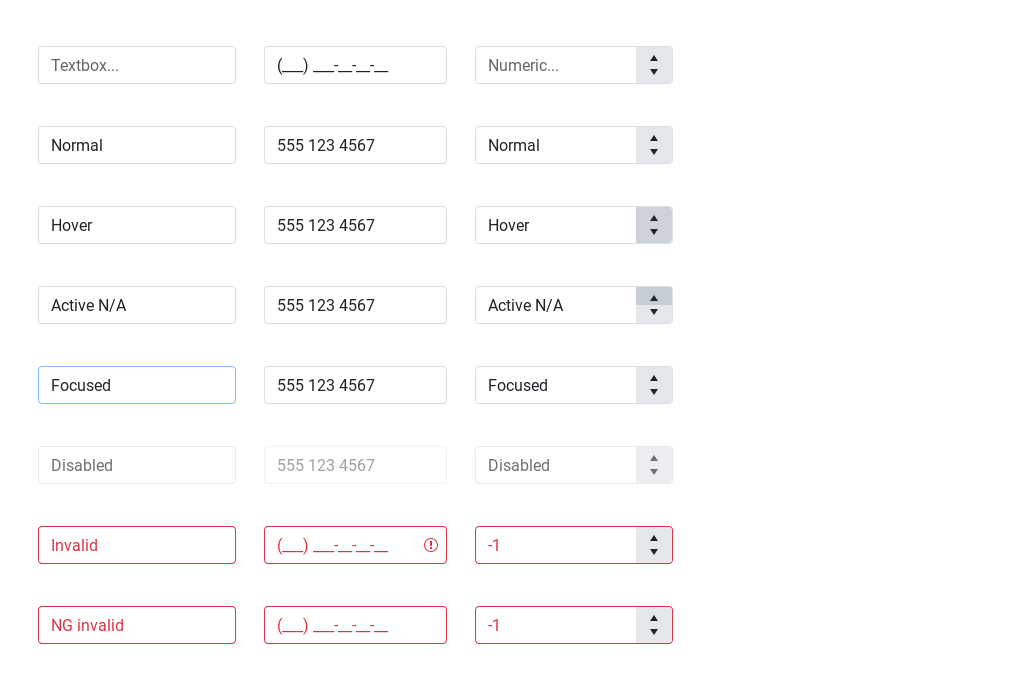 Textbox... (___) ___-__-__-__ Numeric...
Normal 555 123 4567 Normal
Hover 555 123 4567 Hover
Active N/A 555 123 4567 Active N/A
Focused 555 123 4567 Focused
Disabled 555 123 4567 Disabled
Invalid (___) ___-__-__-__ -1
NG invalid (___) ___-__-__-__ -1